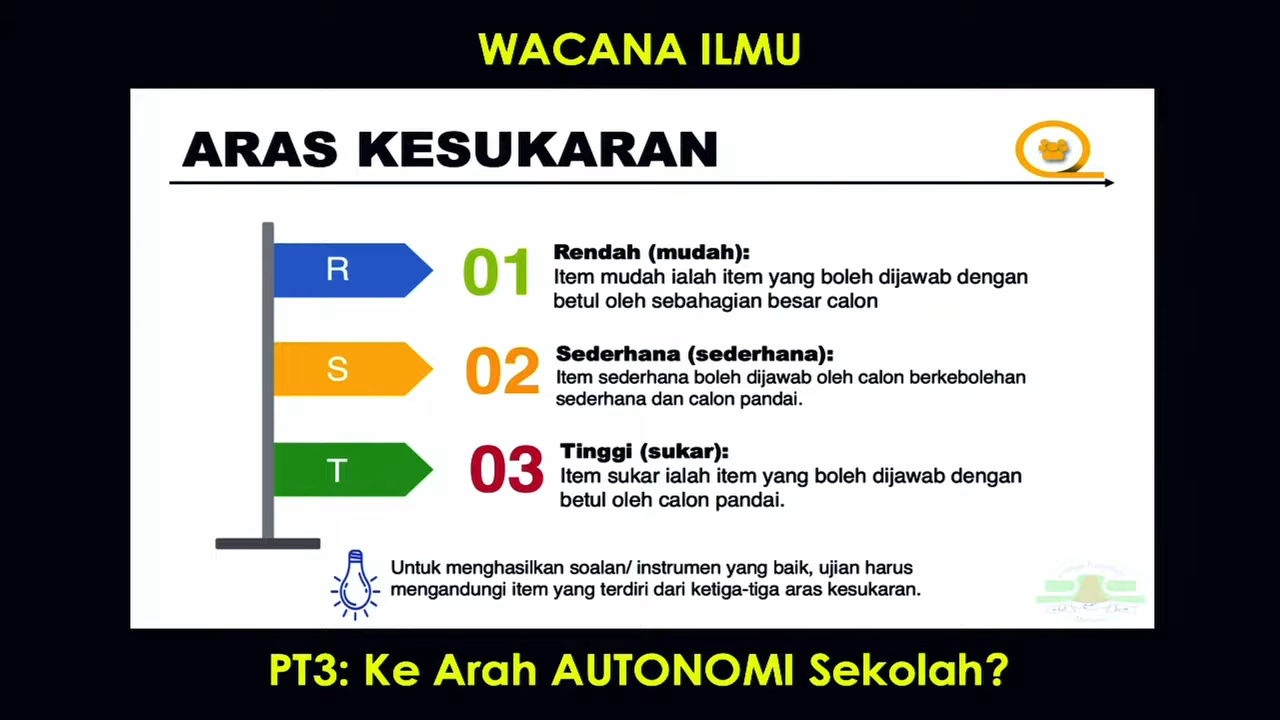 WACANA ILMU
ARAS KESUKARAN
R
01
Rendah (mudah):
Item mudah ialah item yang boleh dijawab dengan
betul oleh sebahagian besar calon
S
02
Sederhana (sederhana):
Item sederhana boleh dijawab oleh calon berkebolehan
sederhana dan calon pandai.
T
03
Tinggi (sukar):
Item sukar ialah item yang boleh dijawab dengan
betul oleh calon pandai.
Untuk menghasilkan soalan/ instrumen yang baik, ujian harus
mengandungi item yang terdiri dari ketiga-tiga aras kesukaran.
PT3: Ke Arah AUTONOMI Sekolah?